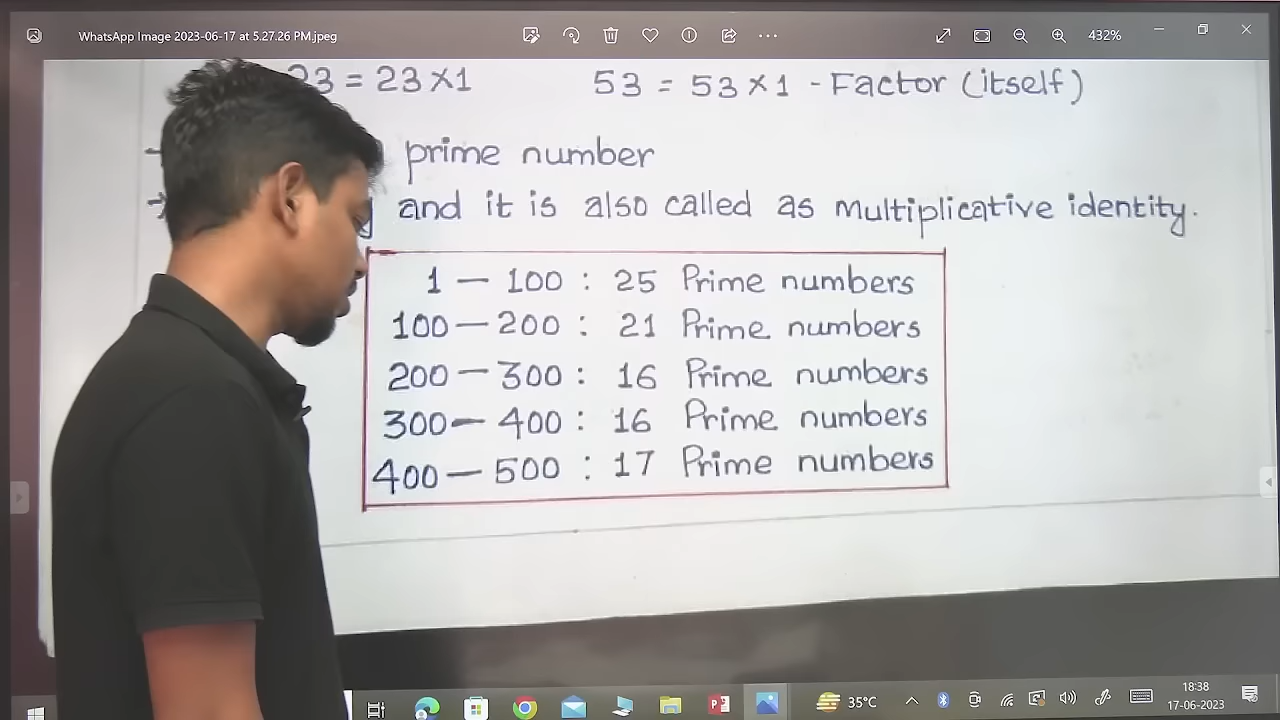 WhatsApp Image 2023-06-17 at 5.27.26 PM.jpeg
432%
23 = 23 × 1 53 = 53 × 1 - Factor (itself)
prime number
and it is also called as multiplicative identity.
1 — 100 : 25 Prime numbers
100 — 200 : 21 Prime numbers
200 — 300 : 16 Prime numbers
300 — 400 : 16 Prime numbers
400 — 500 : 17 Prime numbers
35°C
18:38
17-06-2023